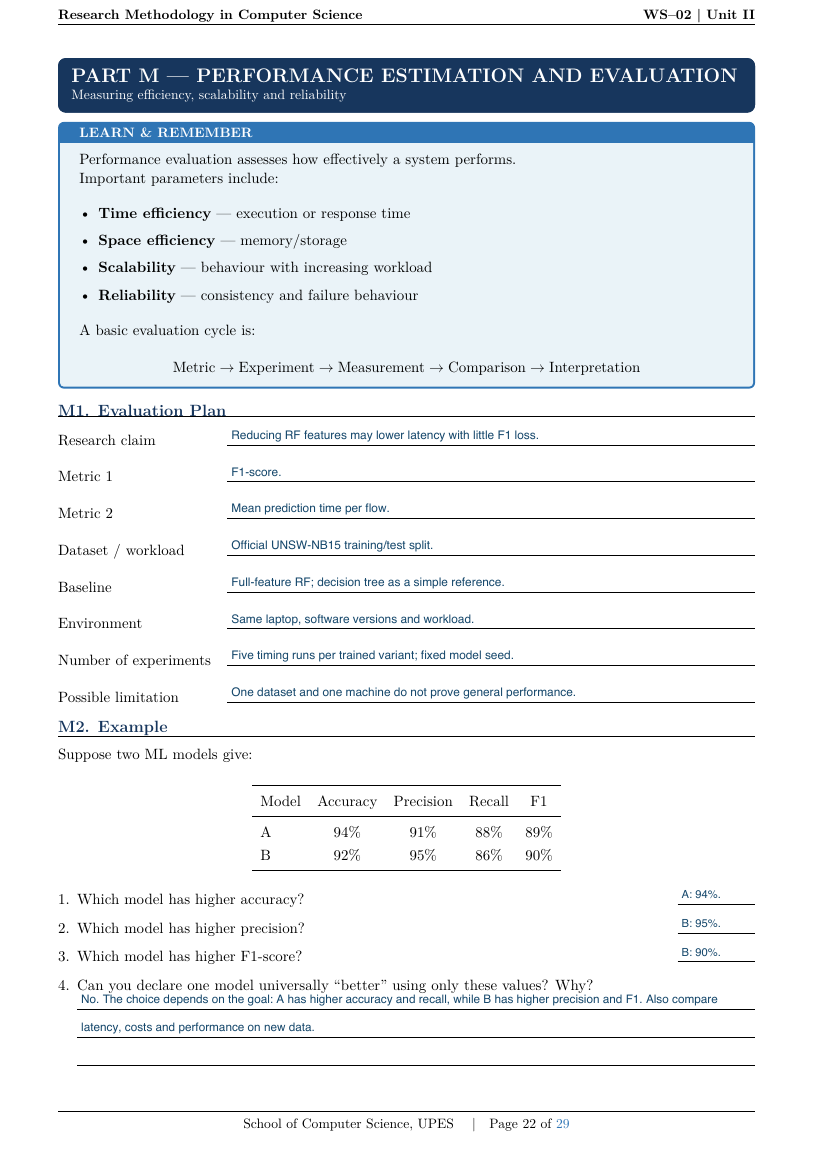 Research Methodology in Computer Science WS–02 | Unit II
PART M — PERFORMANCE ESTIMATION AND EVALUATION
Measuring efficiency, scalability and reliability
LEARN & REMEMBER
Performance evaluation assesses how effectively a system performs.
Important parameters include:
• Time efficiency — execution or response time
• Space efficiency — memory/storage
• Scalability — behaviour with increasing workload
• Reliability — consistency and failure behaviour
A basic evaluation cycle is:
Metric → Experiment → Measurement → Comparison → Interpretation
M1. Evaluation Plan
Research claim Reducing RF features may lower latency with little F1 loss.
Metric 1 F1-score.
Metric 2 Mean prediction time per flow.
Dataset / workload Official UNSW-NB15 training/test split.
Baseline Full-feature RF; decision tree as a simple reference.
Environment Same laptop, software versions and workload.
Number of experiments Five timing runs per trained variant; fixed model seed.
Possible limitation One dataset and one machine do not prove general performance.
M2. Example
Suppose two ML models give:
Model Accuracy Precision Recall F1
A 94% 91% 88% 89%
B 92% 95% 86% 90%
1. Which model has higher accuracy? A: 94%.
2. Which model has higher precision? B: 95%.
3. Which model has higher F1-score? B: 90%.
4. Can you declare one model universally “better” using only these values? Why?
No. The choice depends on the goal: A has higher accuracy and recall, while B has higher precision and F1. Also compare
latency, costs and performance on new data.
School of Computer Science, UPES | Page 22 of 29